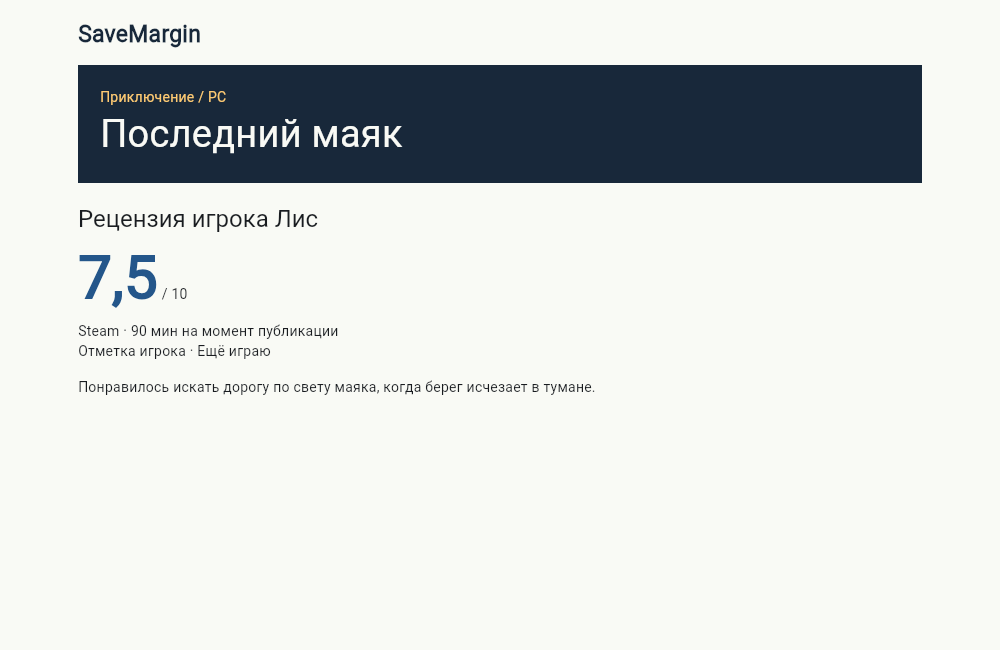 SaveMargin
Приключение / PC
Последний маяк
Рецензия игрока Лис
7,5 / 10
Steam · 90 мин на момент публикации
Отметка игрока · Ещё играю
Понравилось искать дорогу по свету маяка, когда берег исчезает в тумане.